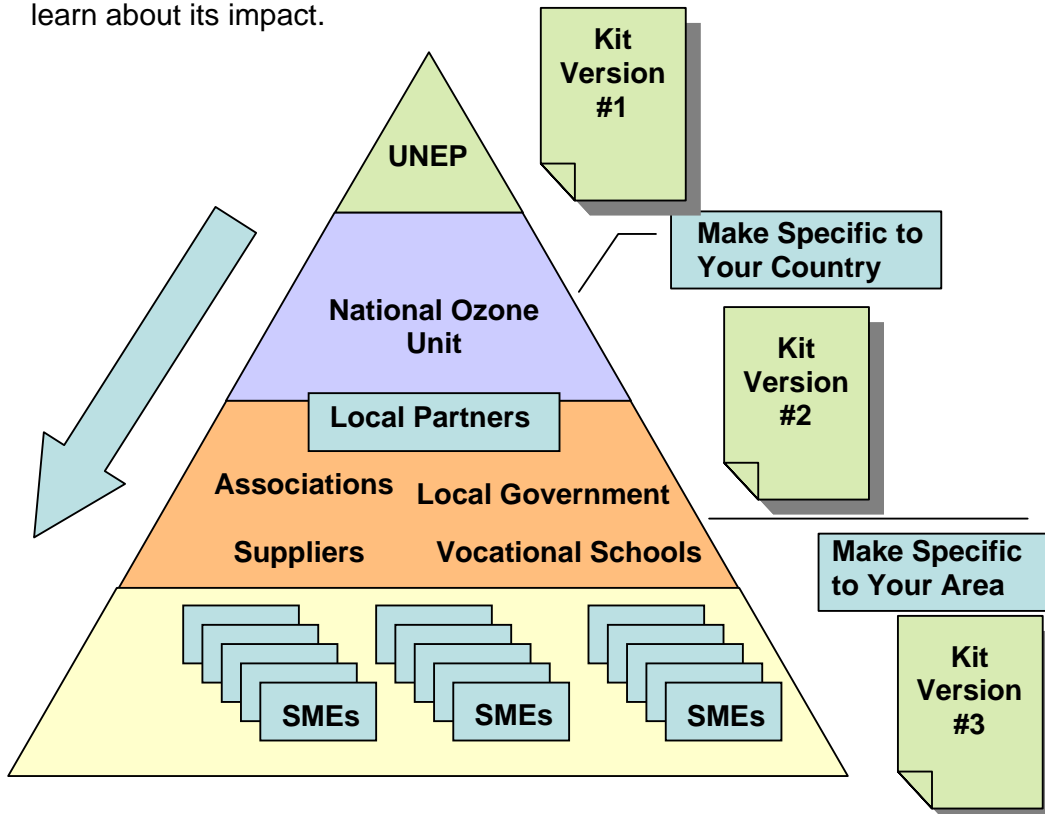 learn about its impact.
Kit
Version
#1
UNEP
Make Specific to
Your Country
National Ozone
Unit
Kit
Version
#2
Local Partners
Associations
Local Government
Suppliers
Vocational Schools
Make Specific
to Your Area
Kit
Version
#3
SMEs
SMEs
SMEs